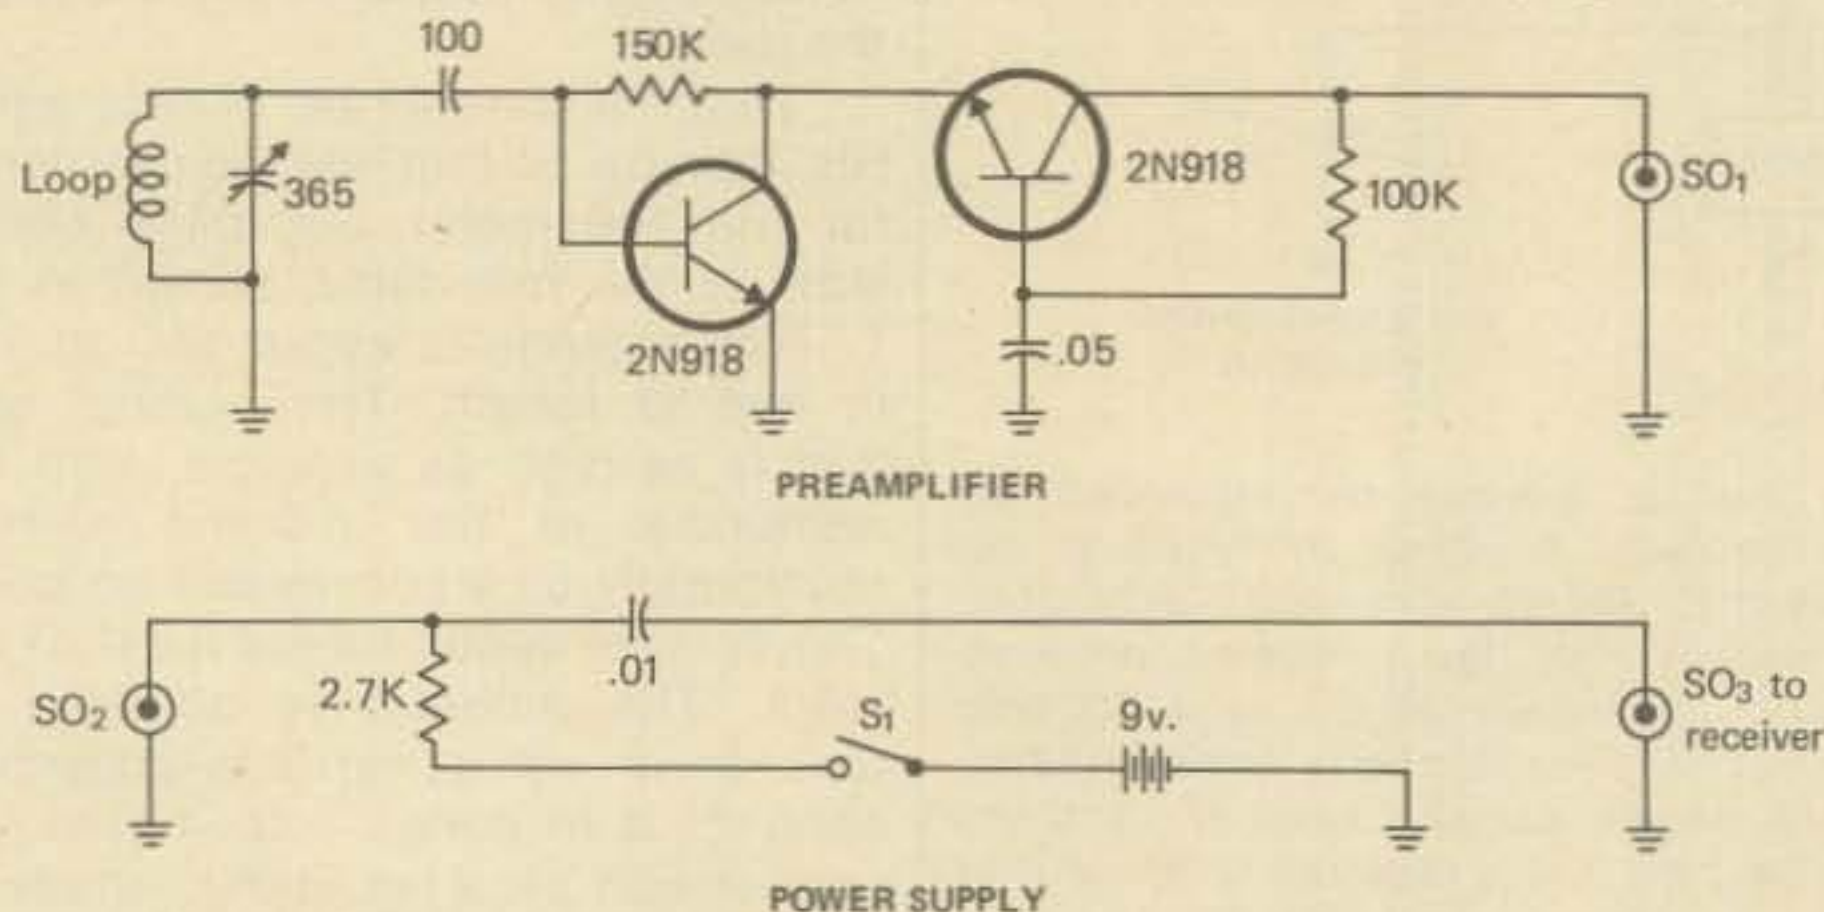 100
150K
Loop
365
2N918
2N918
100K
SO1
.05
PREAMPLIFIER
.01
2.7K
SO2
S1
9v.
SO3 to
receiver
POWER SUPPLY